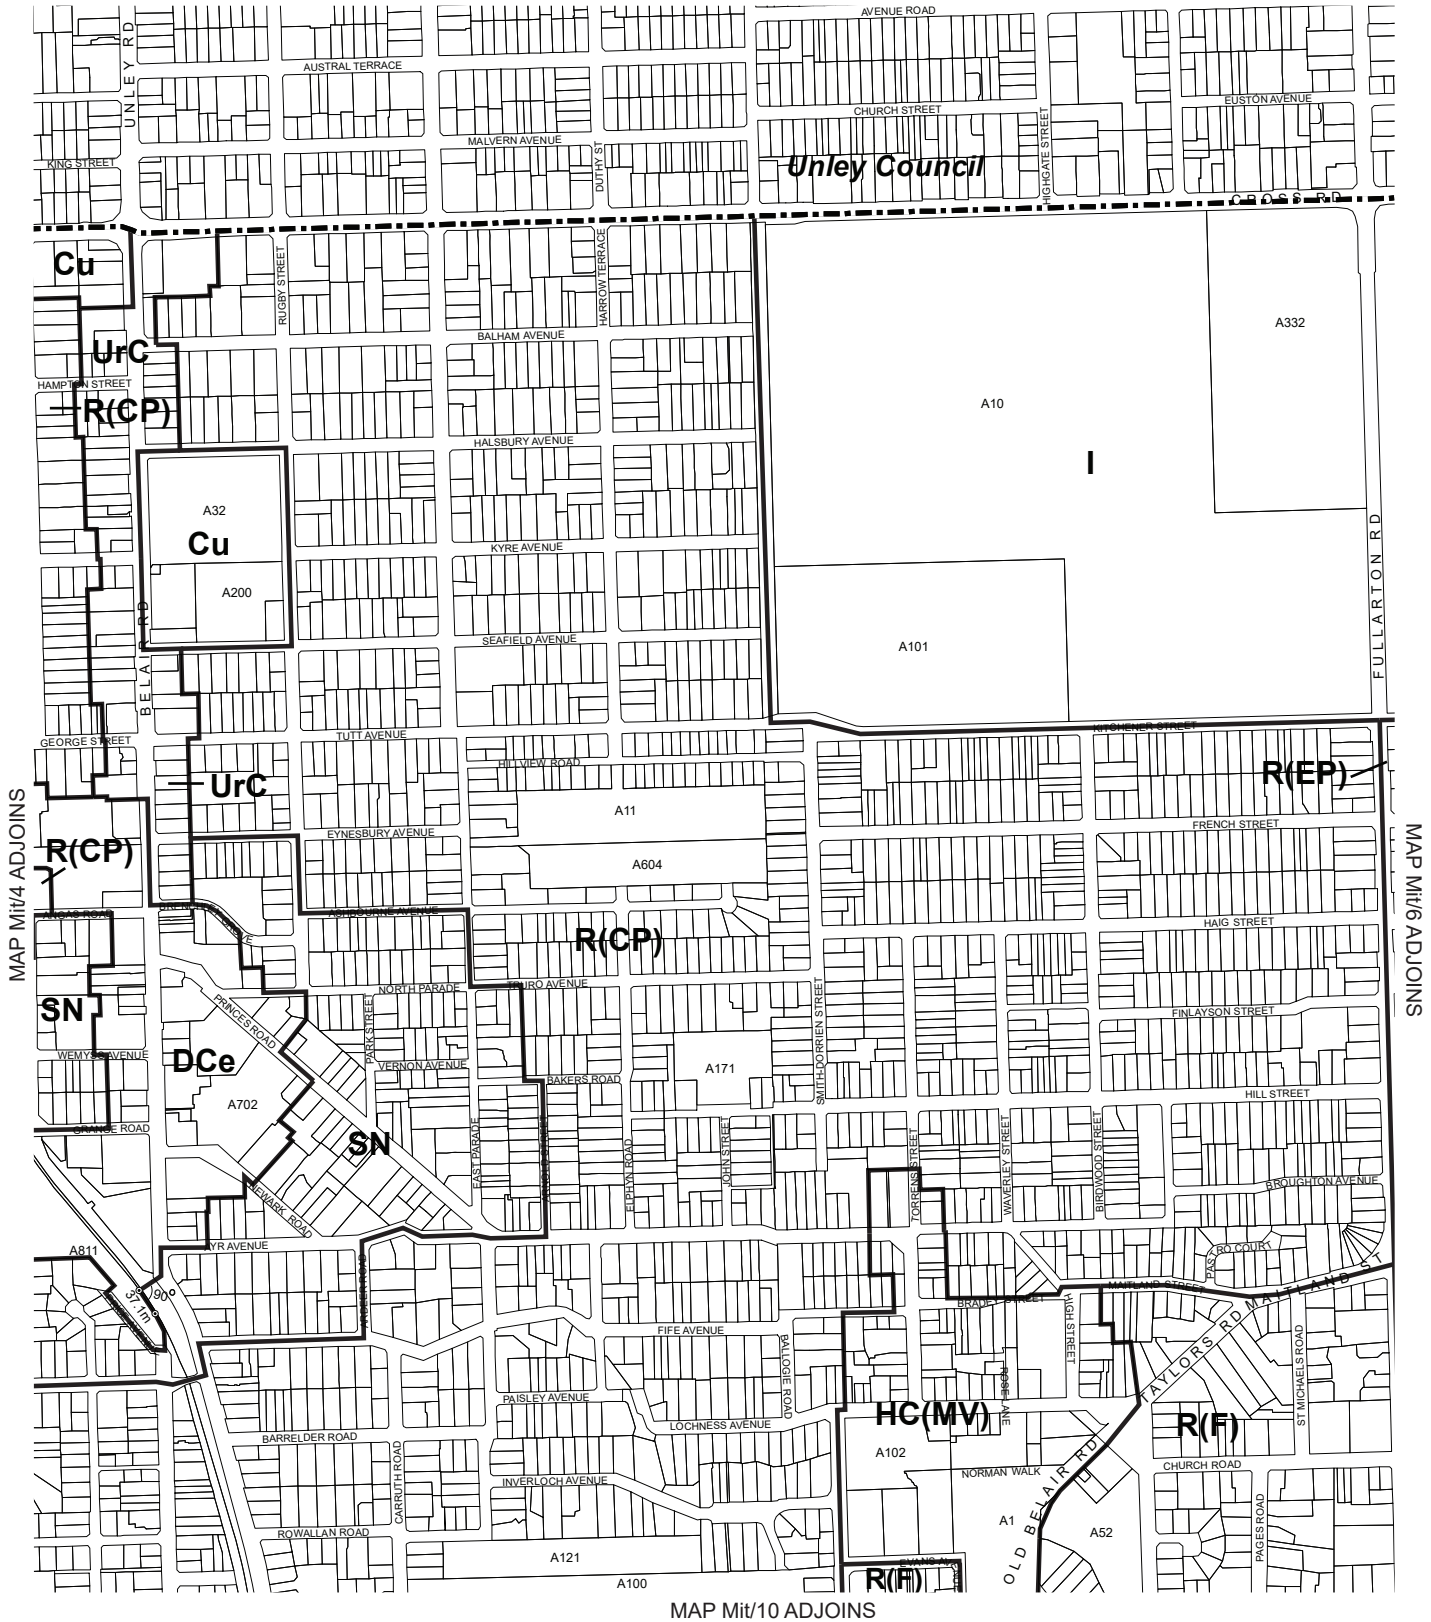 AVENUE ROAD
UNLEY RD
AUSTRAL TERRACE
EUSTON AVENUE
CHURCH STREET
MALVERN AVENUE
DUTHY ST
HIGHGATE STREET
KING STREET
Unley Council
CROSS RD
Cu
RUGBY STREET
HARROW TERRACE
A332
BALHAM AVENUE
UrC
HAMPTON STREET
R(CP)
A10
HALSBURY AVENUE
I
A32
Cu
KYRE AVENUE
FULLARTON RD
A200
BELAIR RD
SEAFIELD AVENUE
A101
KITCHENER STREET
GEORGE STREET
TUTT AVENUE
HILLVIEW ROAD
R(EP)
UrC
A11
EYNESBURY AVENUE
FRENCH STREET
MAP Mit/4 ADJOINS
MAP Mit/6 ADJOINS
R(CP)
A604
ANGAS ROAD
ASHBOURNE AVENUE
HAIG STREET
R(CP)
NORTH PARADE
TRURO AVENUE
SN
PRINCES ROAD
PARK STREET
SMITH-DORRIEN STREET
FINLAYSON STREET
WEMYSS AVENUE
DCe
VERNON AVENUE
A171
BAKERS ROAD
A702
HILL STREET
GRANGE ROAD
SN
EAST PARADE
ARNOLD STREET
ELPHYN ROAD
JOHN STREET
TORRENS STREET
WAVERLEY STREET
BIRDWOOD STREET
BROUGHTON AVENUE
NEWARK ROAD
AYR AVENUE
A811
PASTRO COURT
ARDEER ROAD
90°
37.1m
MAITLAND STREET
MAITLAND ST
BRADEY STREET
HIGH STREET
FIFE AVENUE
BALLOGIE ROAD
TAYLORS RD
ST MICHAELS ROAD
PAISLEY AVENUE
ROSE LANE
HC(MV)
R(F)
LOCHNESS AVENUE
BARRELDER ROAD
A102
CARRUTH ROAD
NORMAN WALK
CHURCH ROAD
INVERLOCH AVENUE
OLD BELAIR RD
A1
A52
PAGES ROAD
ROWALLAN ROAD
A121
EVANS AV
A100
R(F)
MAP Mit/10 ADJOINS